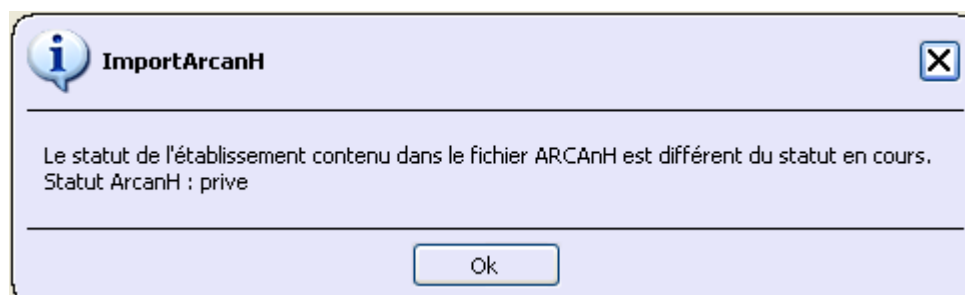 ImportArcanH
Le statut de l'établissement contenu dans le fichier ARCAnH est différent du statut en cours.
Statut ArcanH : prive
Ok